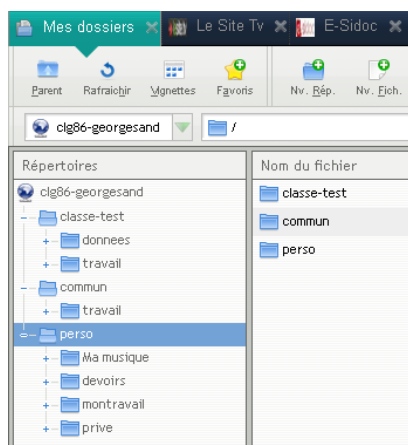 Mes dossiers Le Site Tv E-Sidoc
Parent Rafraichir Vignettes Favoris Nv. Rép. Nv. Fich.
clg86-georgesand /
Répertoires Nom du fichier
clg86-georgesand classe-test
classe-test commun
donnees perso
travail
commun
travail
perso
Ma musique
devoirs
montravail
prive